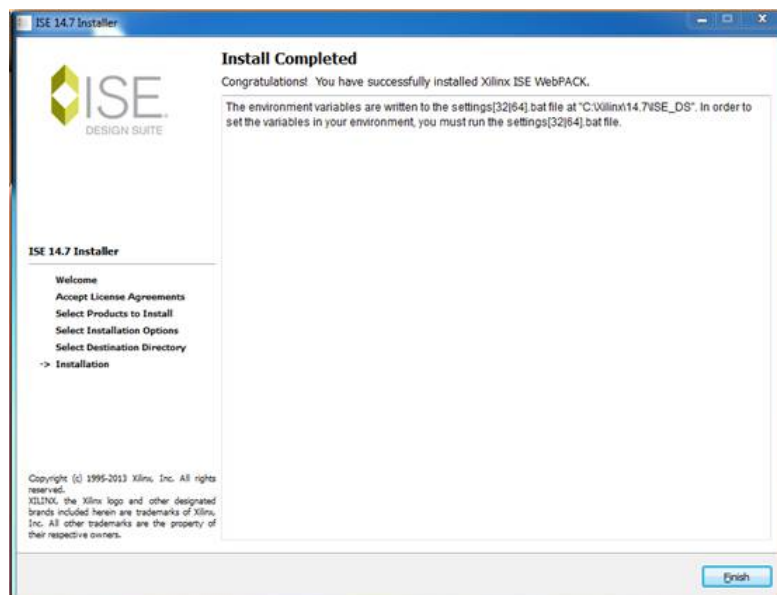 ISE 14.7 Installer
ISE
DESIGN SUITE
ISE 14.7 Installer
Welcome
Accept License Agreements
Select Products to Install
Select Installation Options
Select Destination Directory
-> Installation
Copyright (c) 1995-2013 Xilinx, Inc. All rights
reserved.
XILINX, the Xilinx logo and other designated
brands included herein are trademarks of Xilinx,
Inc. All other trademarks are the property of
their respective owners.
Install Completed
Congratulations! You have successfully installed Xilinx ISE WebPACK.
The environment variables are written to the settings[32|64].bat file at "C:\Xilinx\14.7\ISE_DS". In order to
set the variables in your environment, you must run the settings[32|64].bat file.
Finish